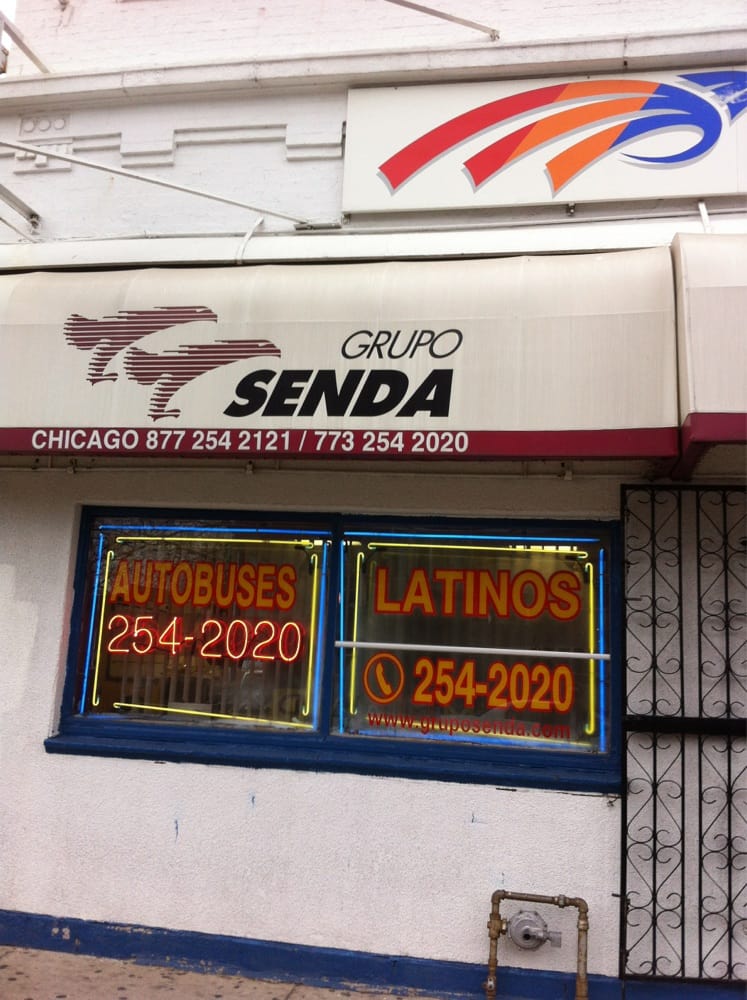 GRUPO
SENDA
CHICAGO 877 254 2121 / 773 254 2020
AUTOBUSES
254-2020
LATINOS
254-2020
www.gruposenda.com